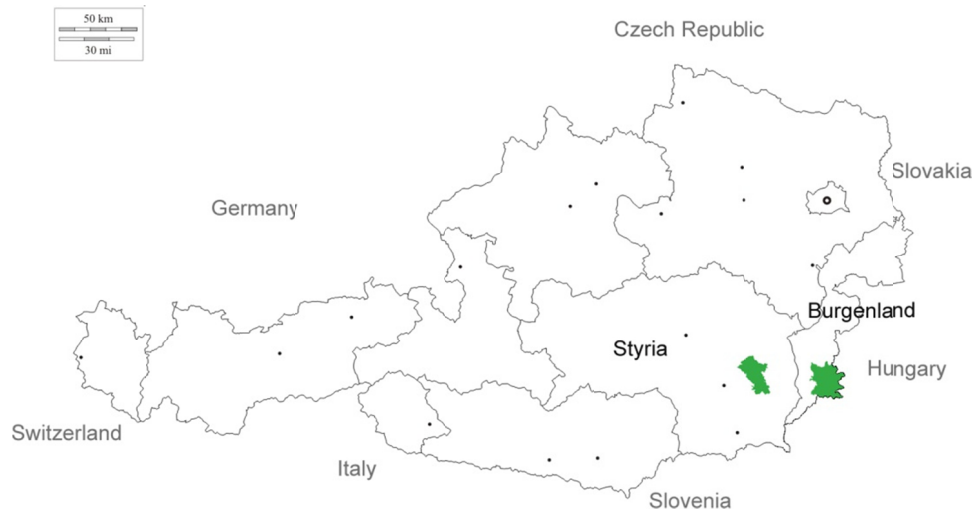 50 km
30 mi
Czech Republic
Slovakia
Germany
Burgenland
Styria
Hungary
Switzerland
Italy
Slovenia